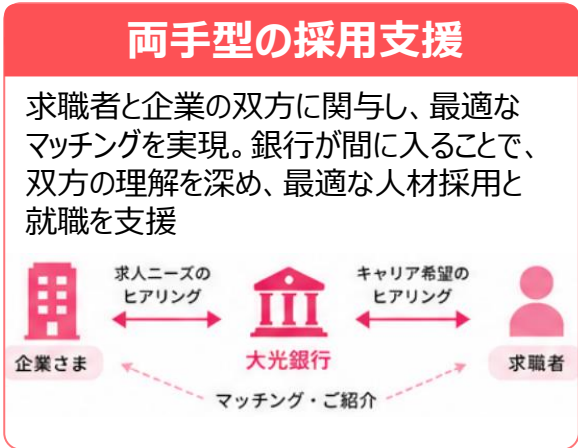 両手型の採用支援
求職者と企業の双方に関与し、最適な
マッチングを実現。銀行が間に入ることで、
双方の理解を深め、最適な人材採用と
就職を支援
求人ニーズの
ヒアリング
キャリア希望の
ヒアリング
企業さま
大光銀行
求職者
マッチング・ご紹介